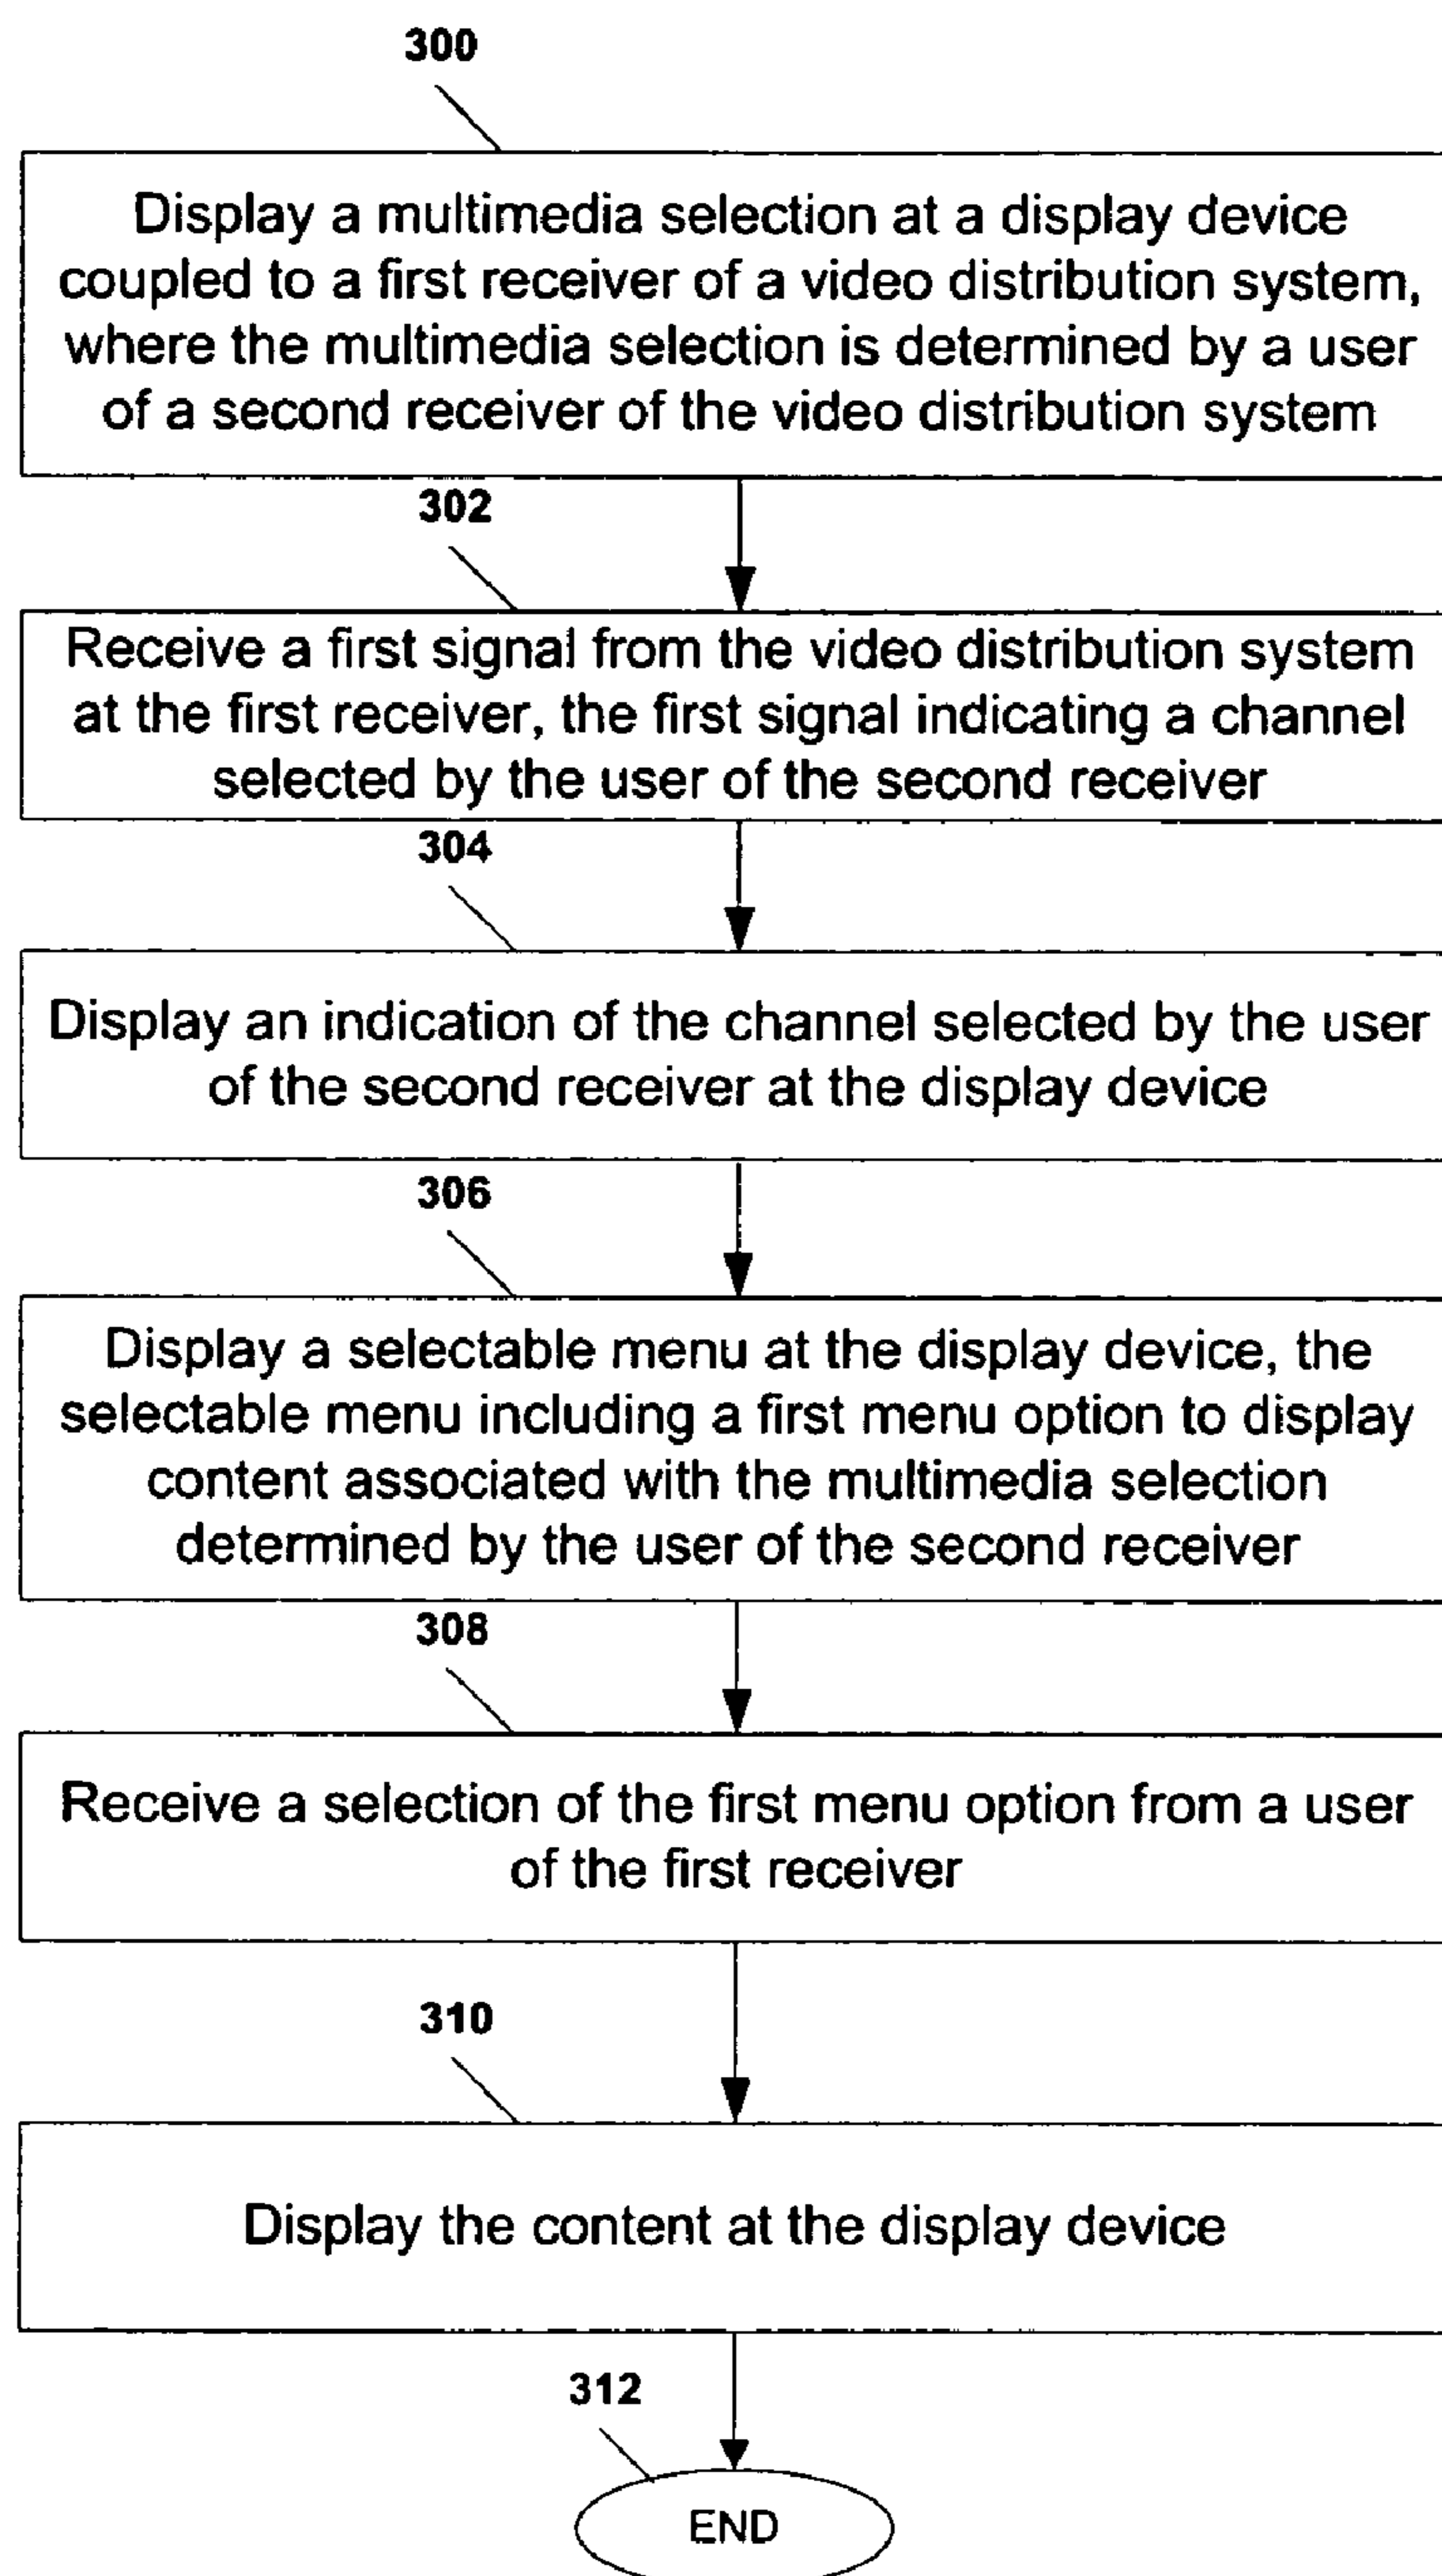 300
Display a multimedia selection at a display device
coupled to a first receiver of a video distribution system,
where the multimedia selection is determined by a user
of a second receiver of the video distribution system
302
Receive a first signal from the video distribution system
at the first receiver, the first signal indicating a channel
selected by the user of the second receiver
304
Display an indication of the channel selected by the user
of the second receiver at the display device
306
Display a selectable menu at the display device, the
selectable menu including a first menu option to display
content associated with the multimedia selection
determined by the user of the second receiver
308
Receive a selection of the first menu option from a user
of the first receiver
310
Display the content at the display device
312
END